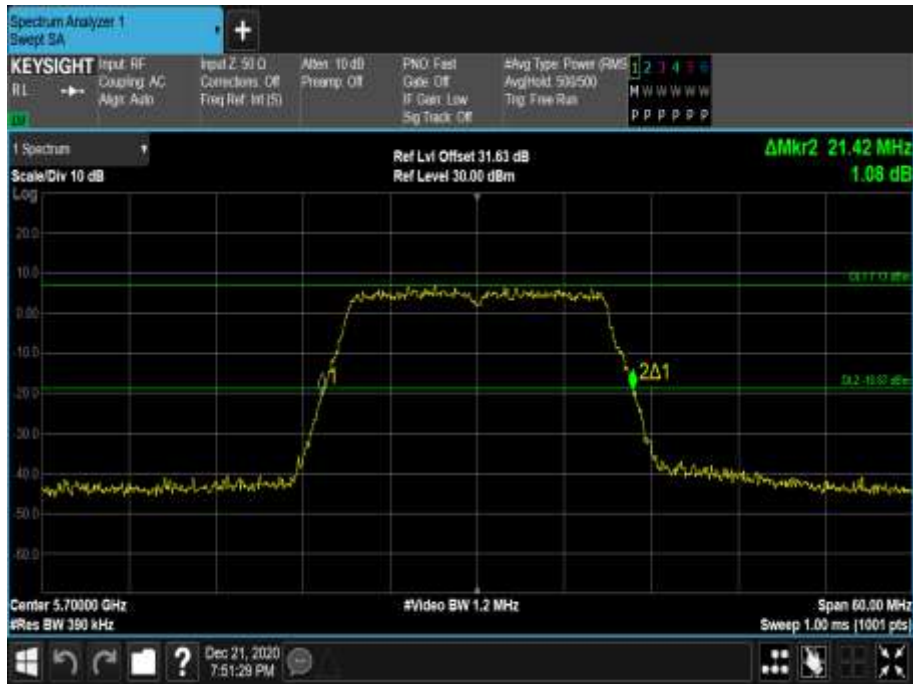 Spectrum Analyzer 1
Swept SA
+
KEYSIGHT
RL
Input: RF
Coupling: AC
Align: Auto
Input Z: 50 Ω
Corrections: Off
Freq Ref: Int (S)
Atten: 10 dB
Preamp: Off
PNO: Fast
Gate: Off
IF Gain: Low
Sig Track: Off
#Avg Type: Power (RMS
Avg|Hold: 500/500
Trig: Free Run
1 2 3 4 5 6
M W W W W W
P P P P P P
1 Spectrum
Scale/Div 10 dB
Ref Lvl Offset 31.63 dB
Ref Level 30.00 dBm
ΔMkr2 21.42 MHz
1.08 dB
Log
20.0
10.0
0.00
-10.0
-20.0
-30.0
-40.0
-50.0
-60.0
2Δ1
Center 5.70000 GHz
#Res BW 390 kHz
#Video BW 1.2 MHz
Span 60.00 MHz
Sweep 1.00 ms (1001 pts)
?
Dec 21, 2020
7:51:29 PM